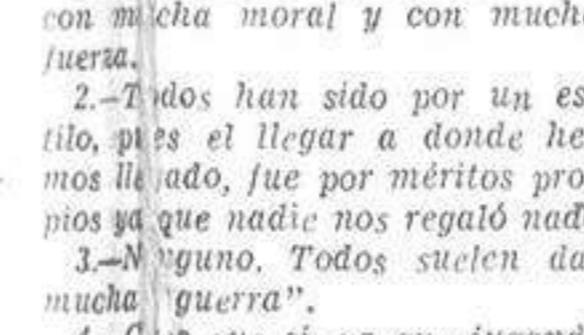 con mucha moral y con much
fuerza.
2.—Todos han sido por un es
tilo, pues el llegar a donde he
mos llegado, fue por méritos pro
pios ya que nadie nos regaló nad
3.—Ninguno. Todos suelen da
mucha "guerra".